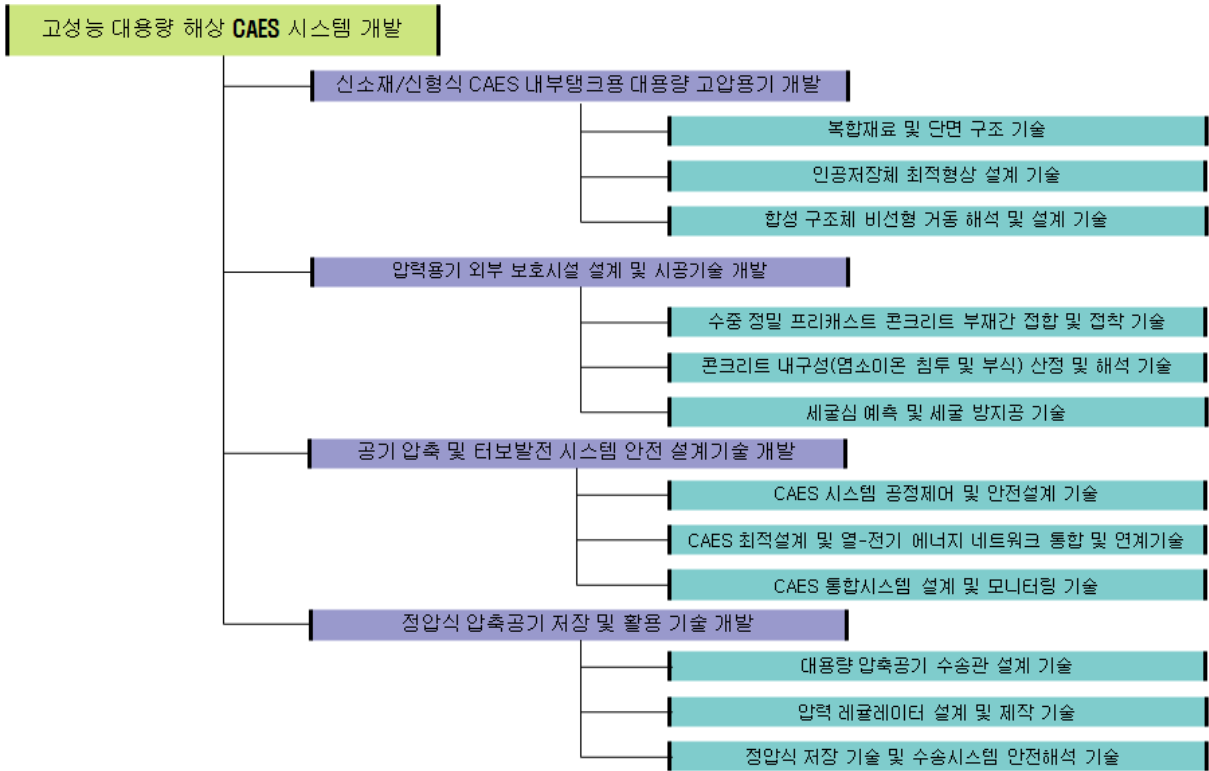 고성능 대용량 해상 CAES 시스템 개발
신소재/신형식 CAES 내부탱크용 대용량 고압용기 개발
복합재료 및 단면 구조 기술
인공저장체 최적형상 설계 기술
합성 구조체 비선형 거동 해석 및 설계 기술
압력용기 외부 보호시설 설계 및 시공기술 개발
수중 정밀 프리캐스트 콘크리트 부재간 접합 및 접착 기술
콘크리트 내구성(염소이온 침투 및 부식) 산정 및 해석 기술
세굴심 예측 및 세굴 방지공 기술
공기 압축 및 터보발전 시스템 안전 설계기술 개발
CAES 시스템 공정제어 및 안전설계 기술
CAES 최적설계 및 열-전기 에너지 네트워크 통합 및 연계기술
CAES 통합시스템 설계 및 모니터링 기술
정압식 압축공기 저장 및 활용 기술 개발
대용량 압축공기 수송관 설계 기술
압력 레귤레이터 설계 및 제작 기술
정압식 저장 기술 및 수송시스템 안전해석 기술